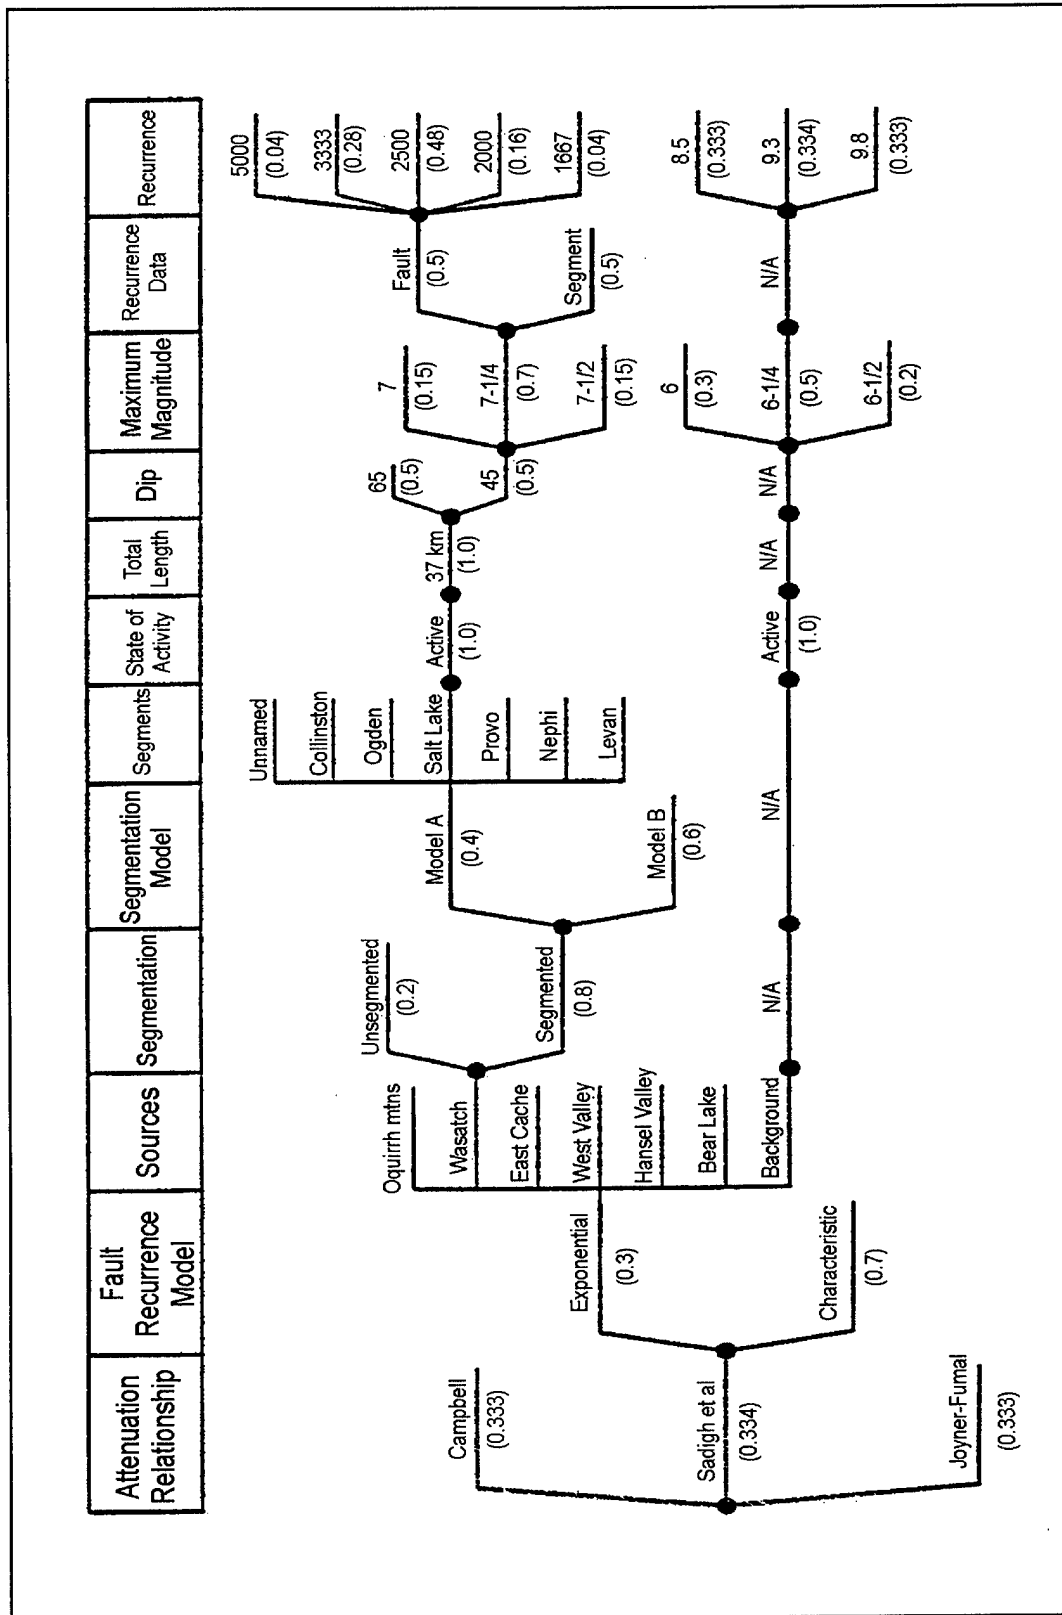 Attenuation
Relationship
Fault
Recurrence
Model
Sources
Segmentation
Segmentation
Model
Segments
State of
Activity
Total
Length
Dip
Maximum
Magnitude
Recurrence
Data
Recurrence
Campbell
(0.333)
Sadigh et al
(0.334)
Joyner-Fumal
(0.333)
Exponential
(0.3)
Characteristic
(0.7)
Oquirrh mtns
Wasatch
East Cache
West Valley
Hansel Valley
Bear Lake
Background
Unsegmented
(0.2)
Segmented
(0.8)
N/A
Model A
(0.4)
Model B
(0.6)
N/A
Unnamed
Collinston
Ogden
Salt Lake
Provo
Nephi
Levan
Active
(1.0)
Active
(1.0)
37 km
(1.0)
N/A
65
(0.5)
45
(0.5)
N/A
7
(0.15)
7-1/4
(0.7)
7-1/2
(0.15)
6
(0.3)
6-1/4
(0.5)
6-1/2
(0.2)
Fault
(0.5)
Segment
(0.5)
N/A
5000
(0.04)
3333
(0.28)
2500
(0.48)
2000
(0.16)
1667
(0.04)
8.5
(0.333)
9.3
(0.334)
9.8
(0.333)